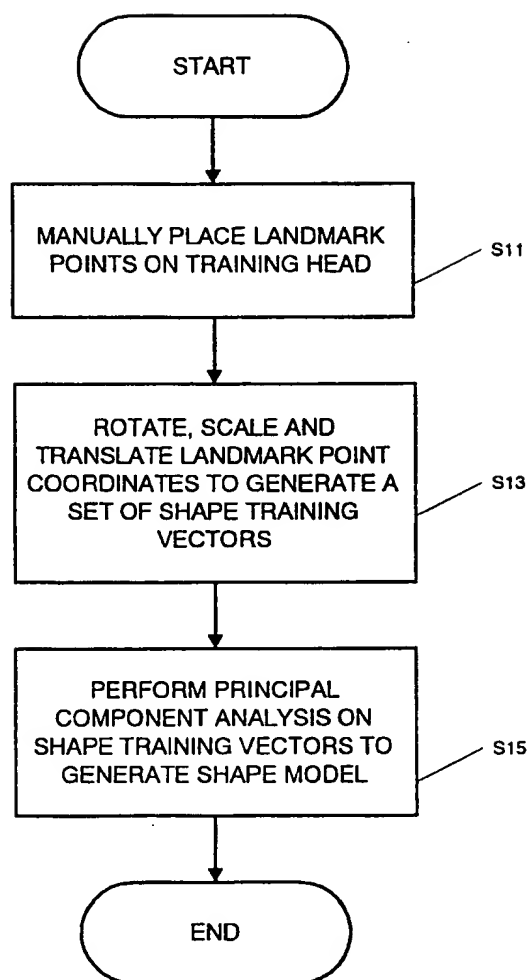 START
MANUALLY PLACE LANDMARK
POINTS ON TRAINING HEAD
S11
ROTATE, SCALE AND
TRANSLATE LANDMARK POINT
COORDINATES TO GENERATE A
SET OF SHAPE TRAINING
VECTORS
S13
PERFORM PRINCIPAL
COMPONENT ANALYSIS ON
SHAPE TRAINING VECTORS TO
GENERATE SHAPE MODEL
S15
END